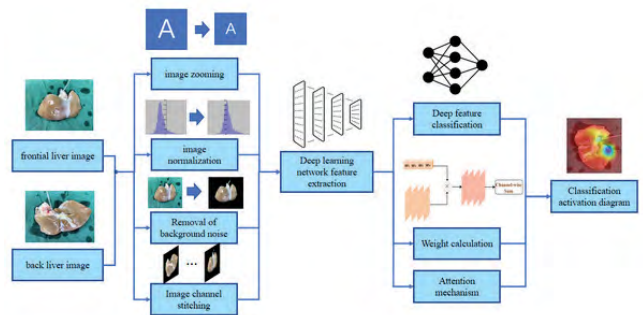 A
A
image zooming
frontial liver image
image
normalization
Removal of
background noise
back liver image
Image channel
stitching
Deep learning
network feature
extraction
Deep feature
classification
Channel-wise
Sum
Weight calculation
Attention
mechanism
Classification
activation diagram